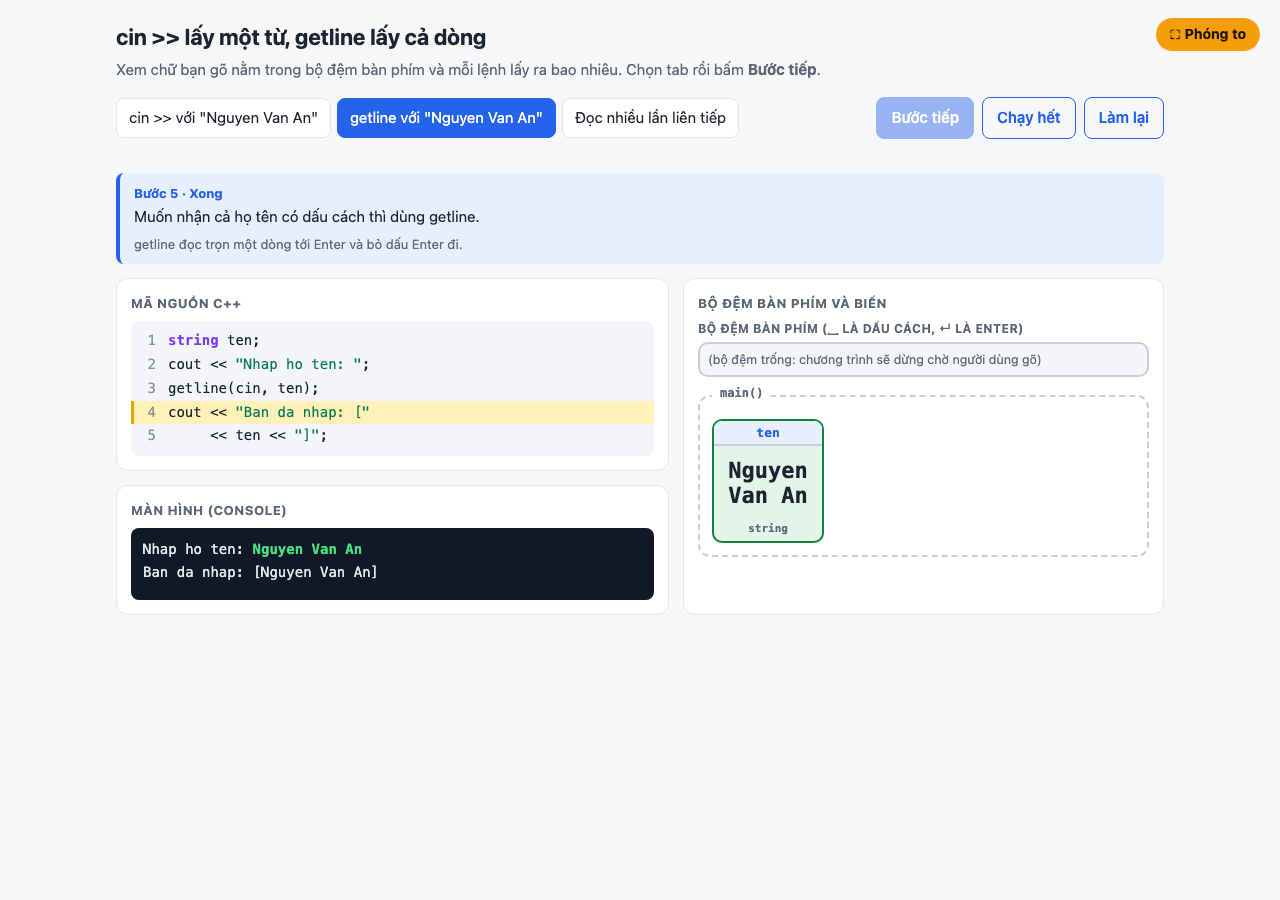 cin >> lấy một từ, getline lấy cả dòng
⛶ Phóng to
Xem chữ bạn gõ nằm trong bộ đệm bàn phím và mỗi lệnh lấy ra bao nhiêu. Chọn tab rồi bấm Bước tiếp.
cin >> với "Nguyen Van An"
getline với "Nguyen Van An"
Đọc nhiều lần liên tiếp
Bước tiếp
Chạy hết
Làm lại
Bước 5 · Xong
Muốn nhận cả họ tên có dấu cách thì dùng getline.
getline đọc trọn một dòng tới Enter và bỏ dấu Enter đi.
MÃ NGUỒN C++
1 string ten;
2 cout << "Nhap ho ten: ";
3 getline(cin, ten);
4 cout << "Ban da nhap: ["
5      << ten << "]";
MÀN HÌNH (CONSOLE)
Nhap ho ten: Nguyen Van An
Ban da nhap: [Nguyen Van An]
BỘ ĐỆM BÀN PHÍM VÀ BIẾN
BỘ ĐỆM BÀN PHÍM (⎵ LÀ DẤU CÁCH, ↵ LÀ ENTER)
(bộ đệm trống: chương trình sẽ dừng chờ người dùng gõ)
main()
ten
Nguyen
Van An
string